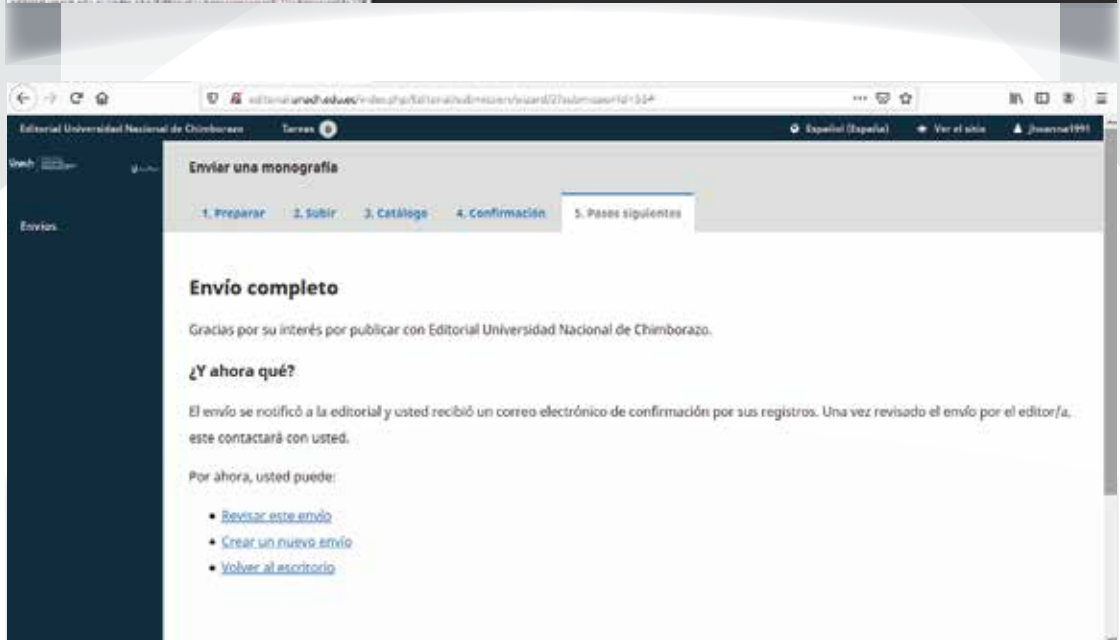 Editorial Universidad Nacional de Chimborazo Tareas 0 Español (España) Ver el sitio
Enviar una monografía
1. Preparar 2. Subir 3. Catálogo 4. Confirmación 5. Pasos siguientes
Envíos
Envío completo
Gracias por su interés por publicar con Editorial Universidad Nacional de Chimborazo.
¿Y ahora qué?
El envío se notificó a la editorial y usted recibió un correo electrónico de confirmación por sus registros. Una vez revisado el envío por el editor/a,
este contactará con usted.
Por ahora, usted puede:
Revisar este envío
Crear un nuevo envío
Volver al escritorio